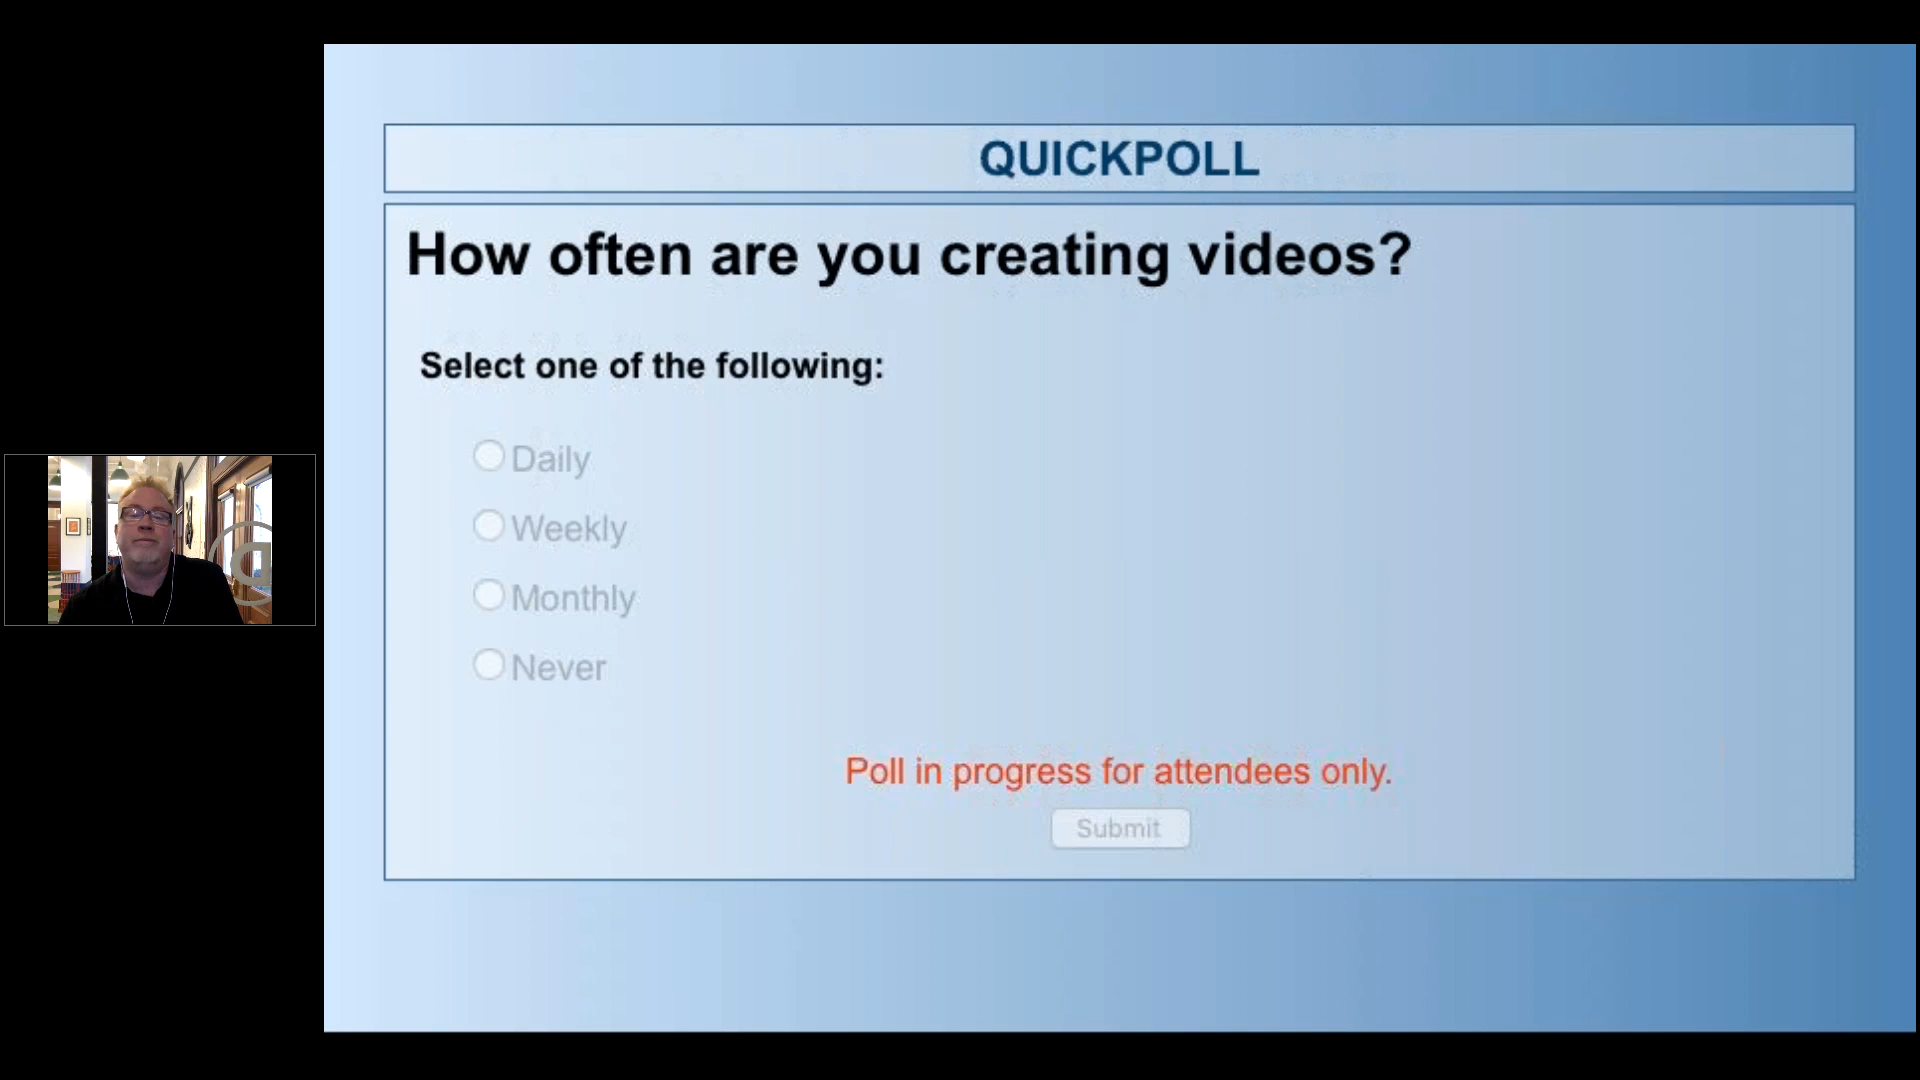 QUICKPOLL
How often are you creating videos?
Select one of the following:
Daily
Weekly
Monthly
Never
Poll in progress for attendees only.
Submit